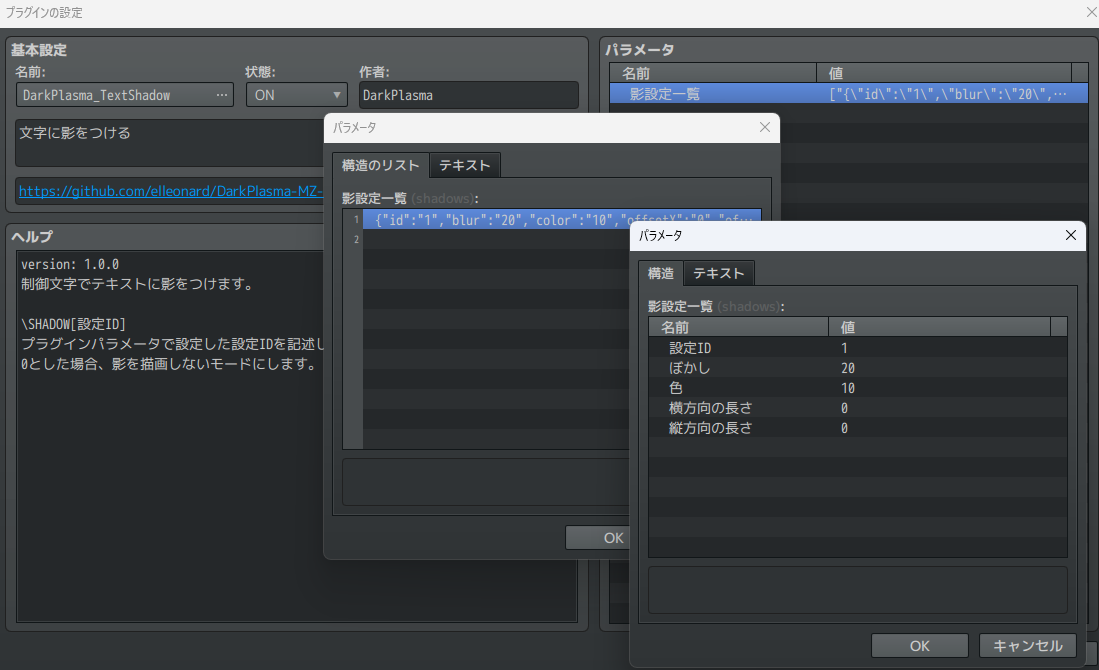 プラグインの設定
基本設定
名前:
状態:
作者:
DarkPlasma_TextShadow ...
ON
DarkPlasma
文字に影をつける
https://github.com/elleonard/DarkPlasma-MZ-
ヘルプ
version: 1.0.0
制御文字でテキストに影をつけます。
\SHADOW[設定ID]
プラグインパラメータで設定した設定IDを記述し
0とした場合、影を描画しないモードにします。
パラメータ
名前
値
影設定一覧
["{\"id\":\"1\",\"blur\":\"20\",...
パラメータ
構造のリスト
テキスト
影設定一覧 (shadows):
1
{"id":"1","blur":"20","color":"10","offsetX":"0","of...
2
OK
パラメータ
構造
テキスト
影設定一覧 (shadows):
名前
値
設定ID
1
ぼかし
20
色
10
横方向の長さ
0
縦方向の長さ
0
OK
キャンセル